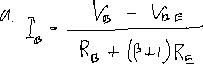 a. I_B = (V_B - V_BE) / (R_B + (β+1) R_E)